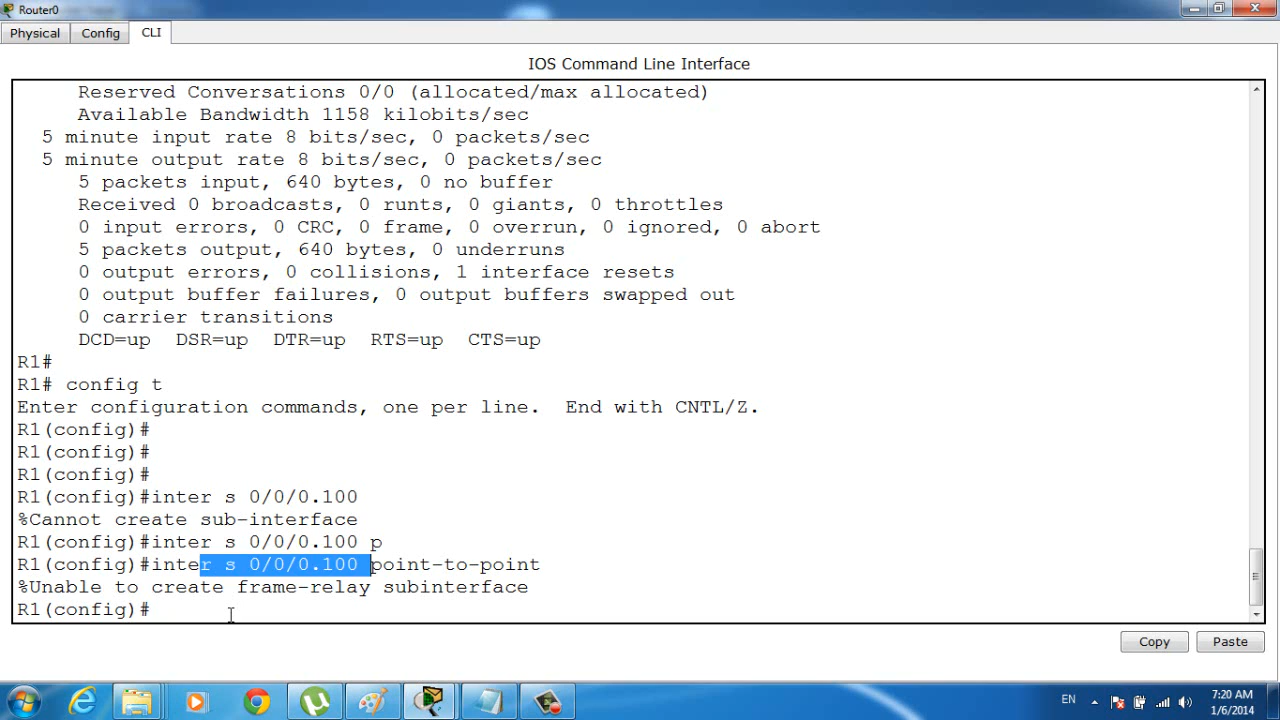 Router0
Physical Config CLI
IOS Command Line Interface
Reserved Conversations 0/0 (allocated/max allocated)
Available Bandwidth 1158 kilobits/sec
5 minute input rate 8 bits/sec, 0 packets/sec
5 minute output rate 8 bits/sec, 0 packets/sec
5 packets input, 640 bytes, 0 no buffer
Received 0 broadcasts, 0 runts, 0 giants, 0 throttles
0 input errors, 0 CRC, 0 frame, 0 overrun, 0 ignored, 0 abort
5 packets output, 640 bytes, 0 underruns
0 output errors, 0 collisions, 1 interface resets
0 output buffer failures, 0 output buffers swapped out
0 carrier transitions
DCD=up DSR=up DTR=up RTS=up CTS=up
R1#
R1# config t
Enter configuration commands, one per line. End with CNTL/Z.
R1(config)#
R1(config)#
R1(config)#
R1(config)#inter s 0/0/0.100
%Cannot create sub-interface
R1(config)#inter s 0/0/0.100 p
R1(config)#inter s 0/0/0.100 point-to-point
%Unable to create frame-relay subinterface
R1(config)#
Copy Paste
EN
7:20 AM
1/6/2014